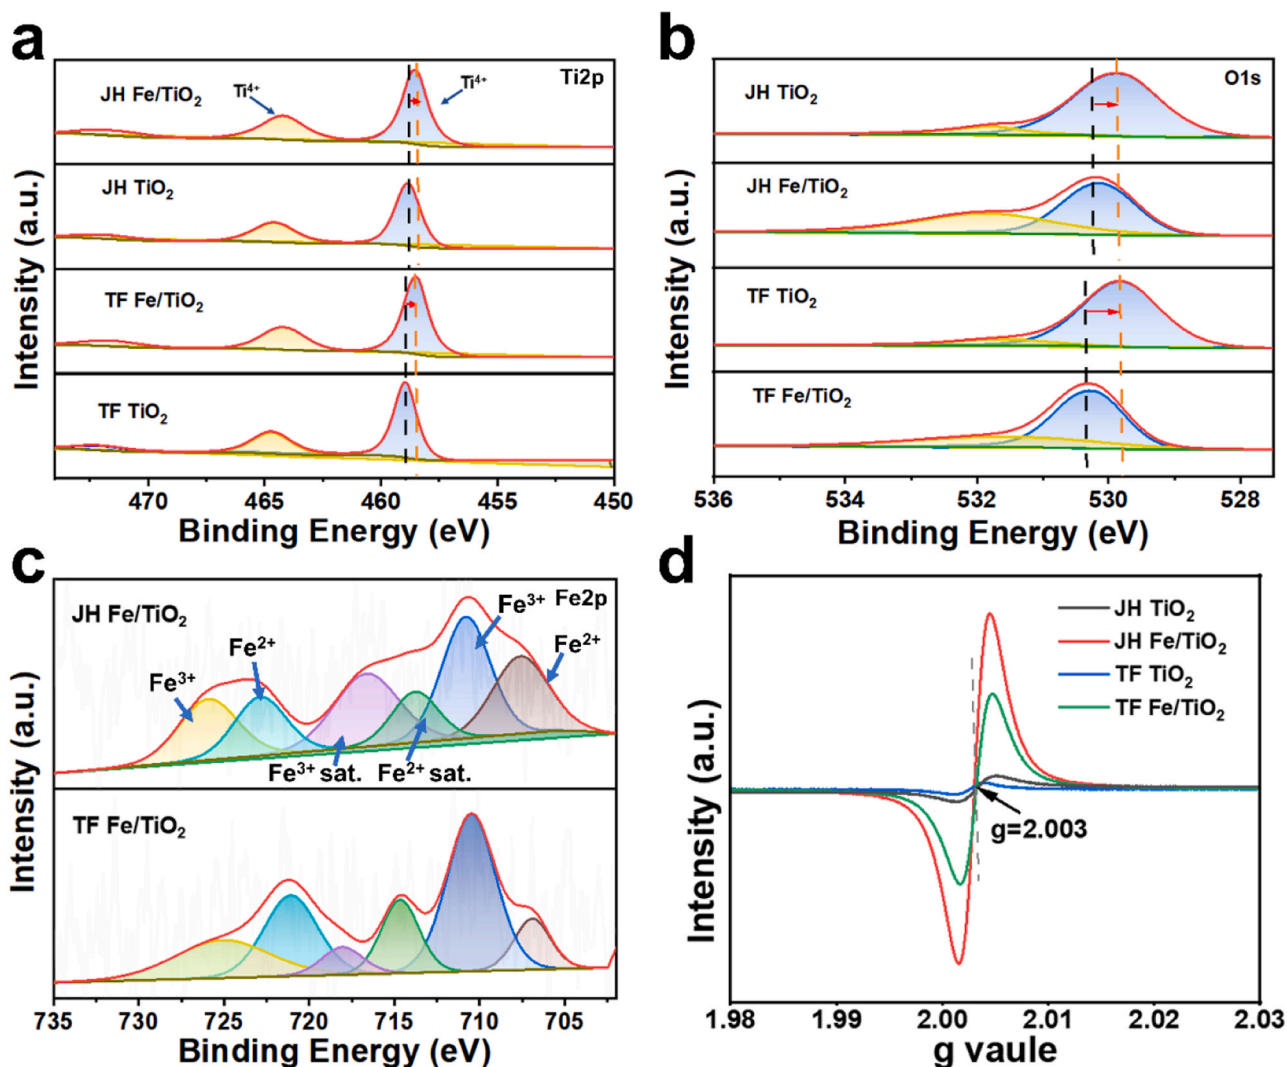 a
Ti2p
JH Fe/TiO₂
Ti⁴⁺
Ti⁴⁺
JH TiO₂
TF Fe/TiO₂
TF TiO₂
Intensity (a.u.)
470 465 460 455 450
Binding Energy (eV)
b
O1s
JH TiO₂
JH Fe/TiO₂
TF TiO₂
TF Fe/TiO₂
Intensity (a.u.)
536 534 532 530 528
Binding Energy (eV)
c
JH Fe/TiO₂
Fe³⁺ Fe2p
Fe²⁺
Fe²⁺
Fe³⁺
Fe³⁺ sat. Fe²⁺ sat.
TF Fe/TiO₂
Intensity (a.u.)
735 730 725 720 715 710 705
Binding Energy (eV)
d
JH TiO₂
JH Fe/TiO₂
TF TiO₂
TF Fe/TiO₂
g=2.003
Intensity (a.u.)
1.98 1.99 2.00 2.01 2.02 2.03
g vaule